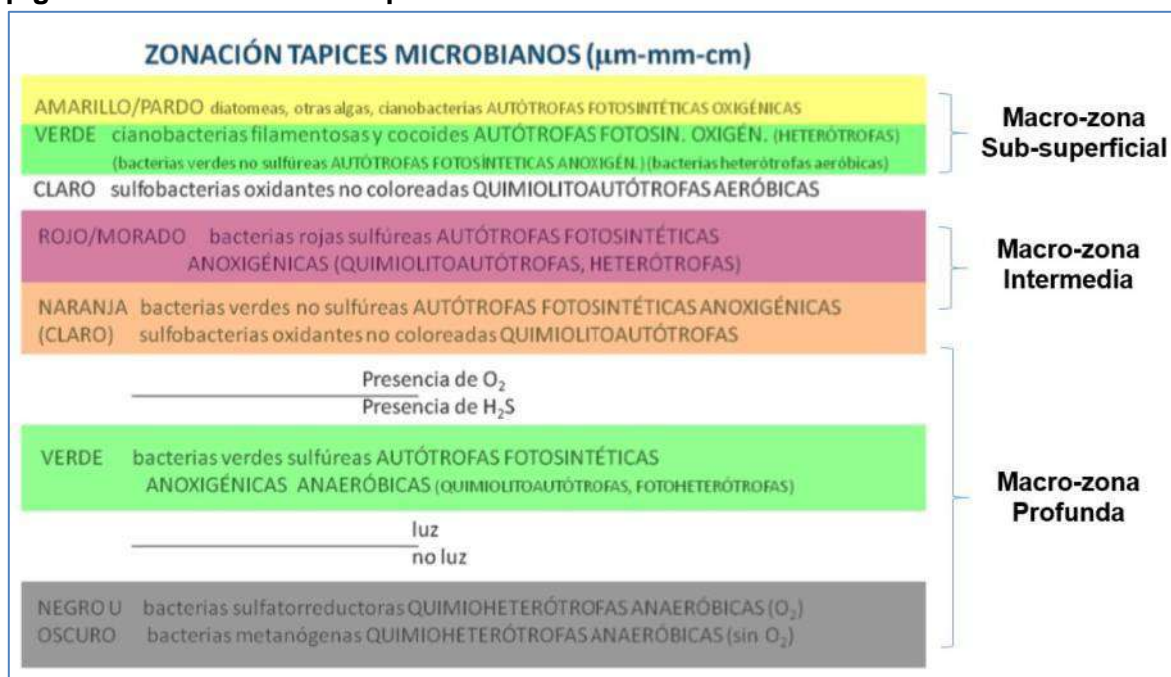 ZONACIÓN TAPICES MICROBIANOS (µm-mm-cm)
AMARILLO/PARDO diatomeas, otras algas, cianobacterias AUTÓTROFAS FOTOSINTÉTICAS OXIGÉNICAS
VERDE cianobacterias filamentosas y cocoides AUTÓTROFAS FOTOSIN. OXIGÉN. (HETERÓTROFAS)
(bacterias verdes no sulfúreas AUTÓTROFAS FOTOSÍNTETICAS ANOXIGÉN.) (bacterias heterótrofas aeróbicas)
Macro-zona
Sub-superficial
CLARO sulfobacterias oxidantes no coloreadas QUIMIOLITOAUTÓTROFAS AERÓBICAS
ROJO/MORADO bacterias rojas sulfúreas AUTÓTROFAS FOTOSINTÉTICAS
ANOXIGÉNICAS (QUIMIOLITOAUTÓTROFAS, HETERÓTROFAS)
Macro-zona
Intermedia
NARANJA bacterias verdes no sulfúreas AUTÓTROFAS FOTOSINTÉTICAS ANOXIGÉNICAS
(CLARO) sulfobacterias oxidantes no coloreadas QUIMIOLITOAUTÓTROFAS
Presencia de O₂
Presencia de H₂S
VERDE bacterias verdes sulfúreas AUTÓTROFAS FOTOSINTÉTICAS
ANOXIGÉNICAS ANAERÓBICAS (QUIMIOLITOAUTÓTROFAS, FOTOHETERÓTROFAS)
Macro-zona
Profunda
luz
no luz
NEGRO U bacterias sulfatorreductoras QUIMIOHETERÓTROFAS ANAERÓBICAS (O₂)
OSCURO bacterias metanógenas QUIMIOHETERÓTROFAS ANAERÓBICAS (sin O₂)